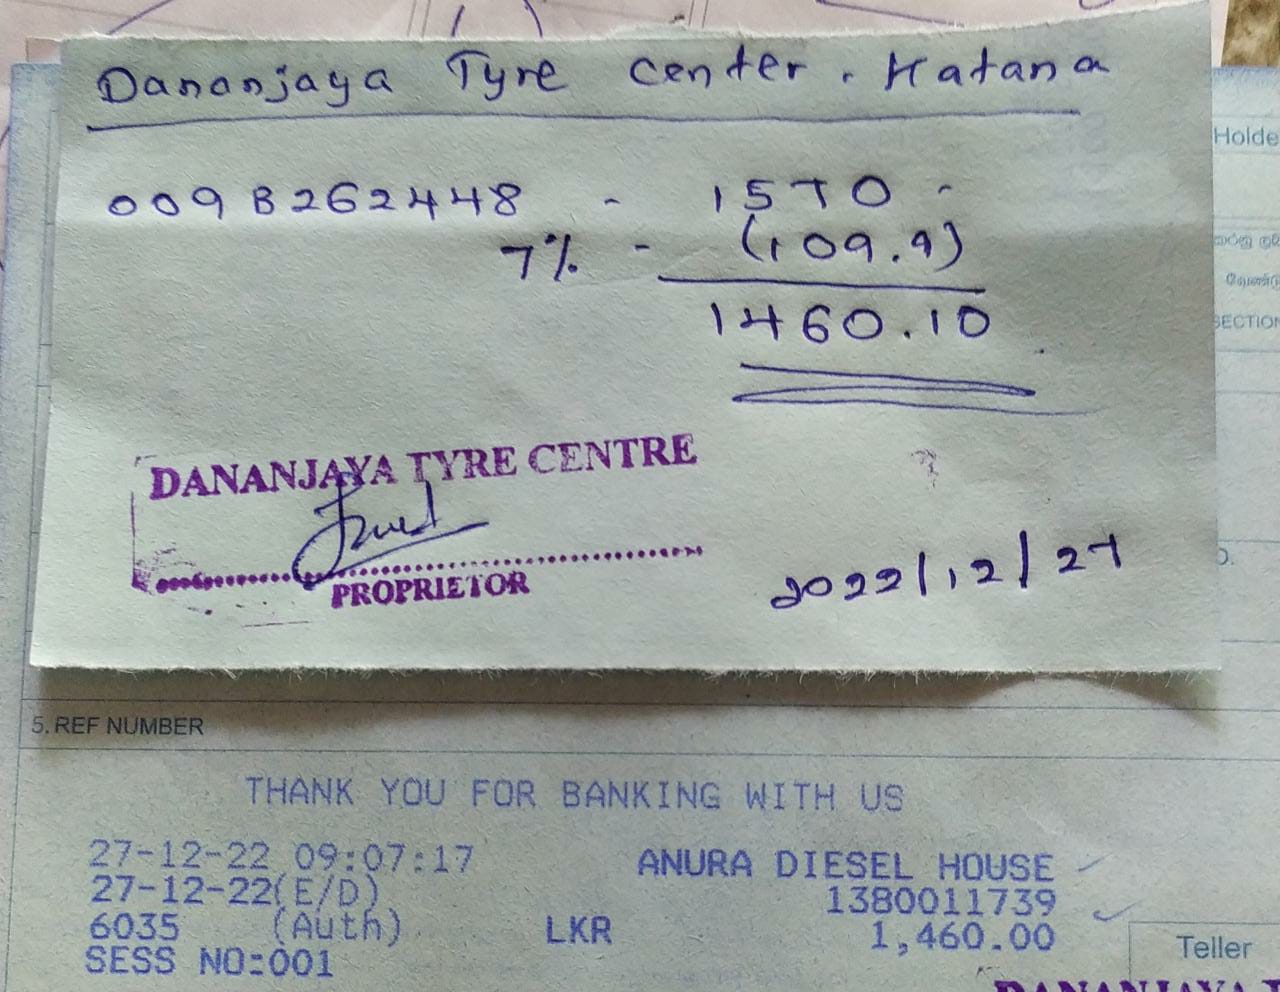 Dananjaya Tyre center. Katana
009B262448 - 1570 -
7% - (109.9)
1460.10
DANANJAYA TYRE CENTRE
PROPRIETOR
2022/12/27
Holde
SECTION
5. REF NUMBER
THANK YOU FOR BANKING WITH US
27-12-22 09:07:17 ANURA DIESEL HOUSE
27-12-22(E/D) 1380011739
6035 (Auth) LKR 1,460.00
SESS NO:001
Teller
DANANJAYA